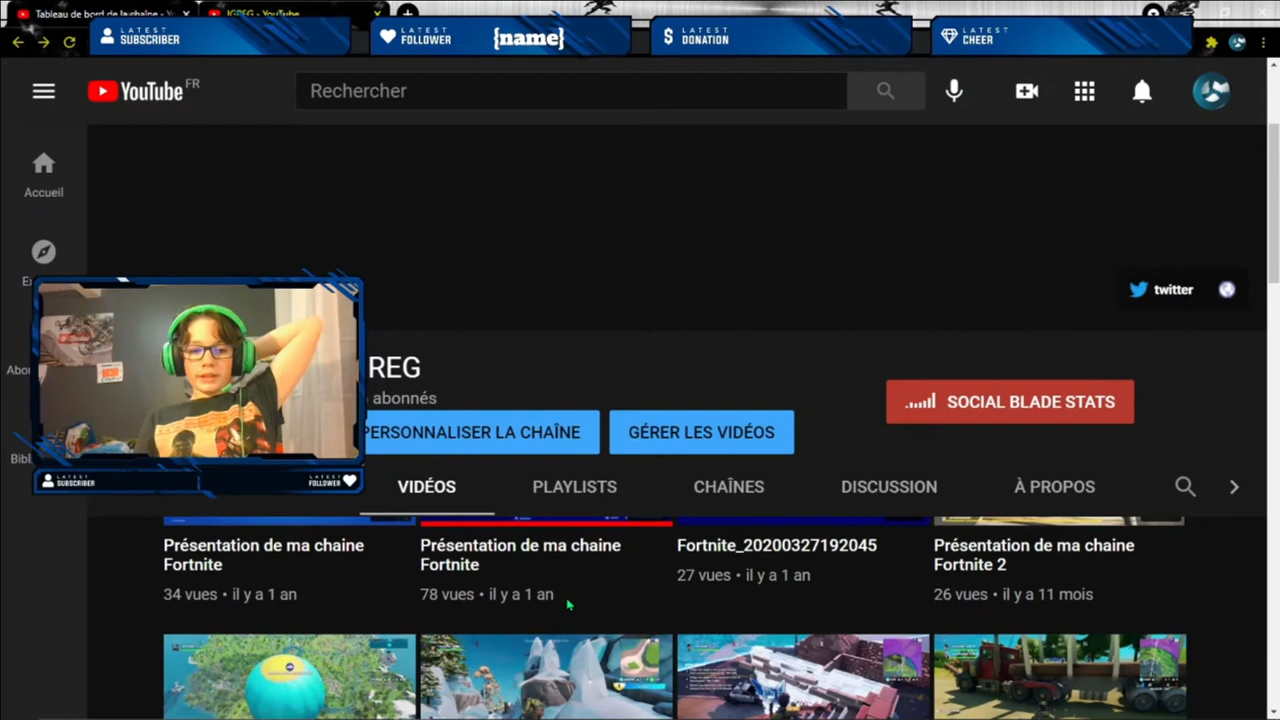 Tableau de bord de la chaîne - Y
JGREG - YouTube
LATEST
SUBSCRIBER
LATEST
FOLLOWER
{name}
LATEST
DONATION
LATEST
CHEER
YouTube FR
Rechercher
Accueil
twitter
REG
abonnés
SOCIAL BLADE STATS
PERSONNALISER LA CHAÎNE
GÉRER LES VIDÉOS
Bibl
LATEST
SUBSCRIBER
LATEST
FOLLOWER
VIDÉOS
PLAYLISTS
CHAÎNES
DISCUSSION
À PROPOS
Présentation de ma chaine
Fortnite
34 vues • il y a 1 an
Présentation de ma chaine
Fortnite
78 vues • il y a 1 an
Fortnite_20200327192045
27 vues • il y a 1 an
Présentation de ma chaine
Fortnite 2
26 vues • il y a 11 mois